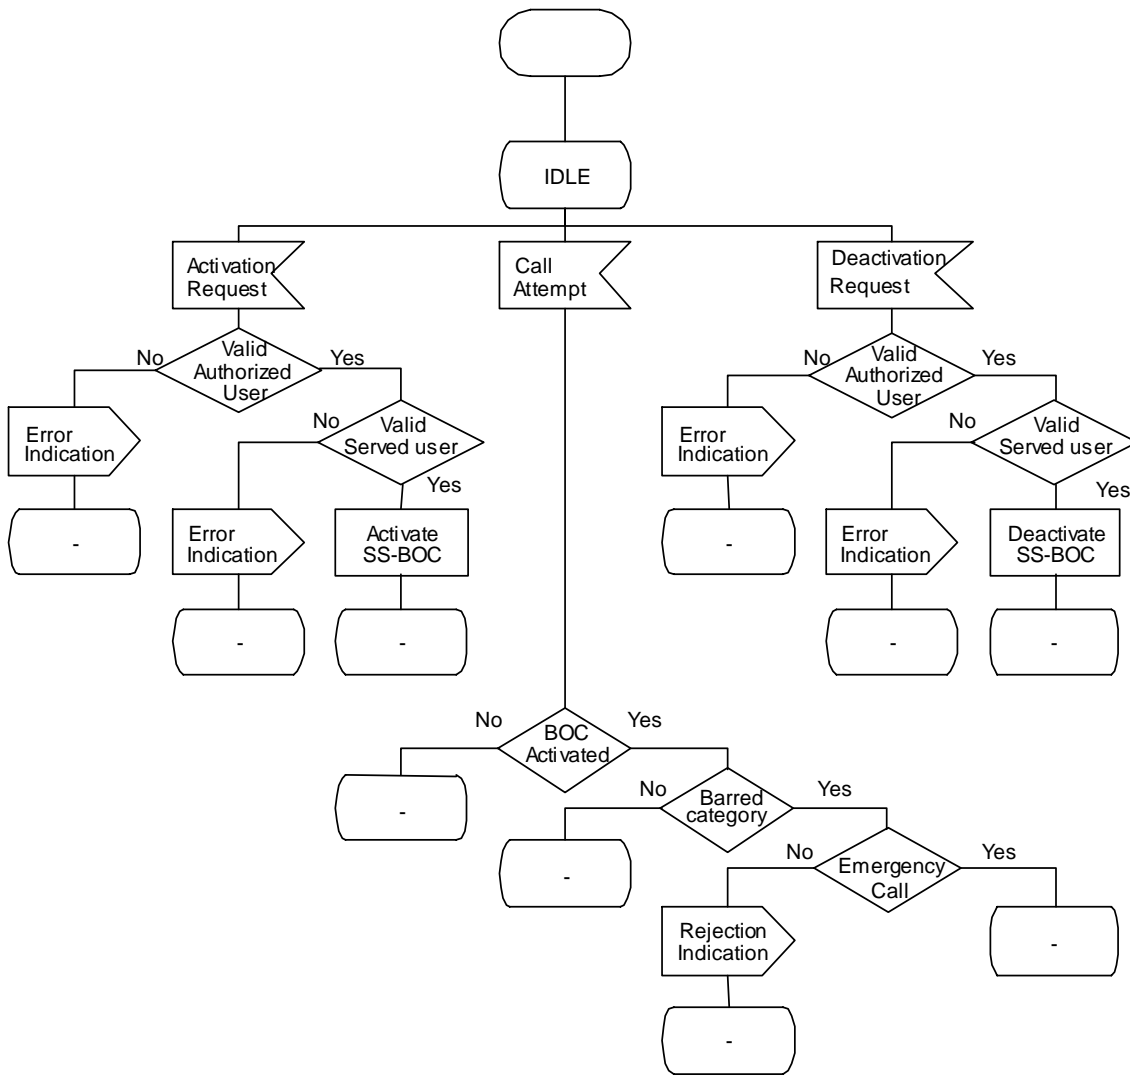 IDLE
Activation
Request
Call
Attempt
Deactivation
Request
No
Valid
Authorized
User
Yes
No
Valid
Authorized
User
Yes
Error
Indication
No
Valid
Served user
Yes
Error
Indication
No
Valid
Served user
Yes
-
Error
Indication
Activate
SS-BOC
-
Error
Indication
Deactivate
SS-BOC
-
-
-
-
No
BOC
Activated
Yes
-
No
Barred
category
Yes
-
No
Emergency
Call
Yes
Rejection
Indication
-
-